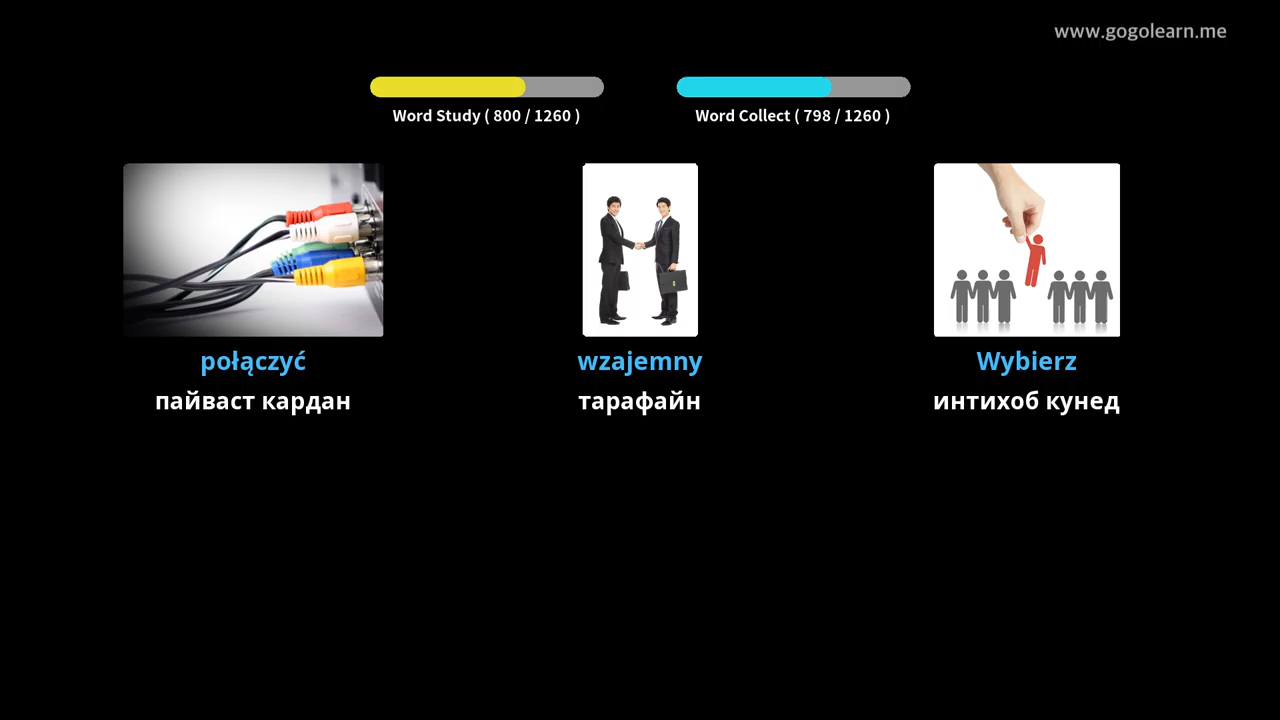 www.gogolearn.me
Word Study ( 800 / 1260 )
Word Collect ( 798 / 1260 )
połączyć
wzajemny
Wybierz
пайваст кардан
тарафайн
интихоб кунед